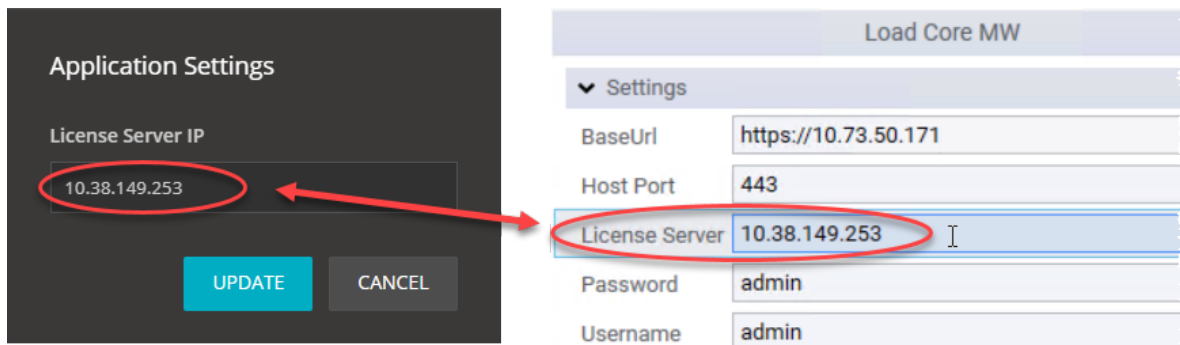 Application Settings
License Server IP
10.38.149.253
UPDATE CANCEL
Load Core MW
Settings
BaseUrl https://10.73.50.171
Host Port 443
License Server 10.38.149.253
Password admin
Username admin